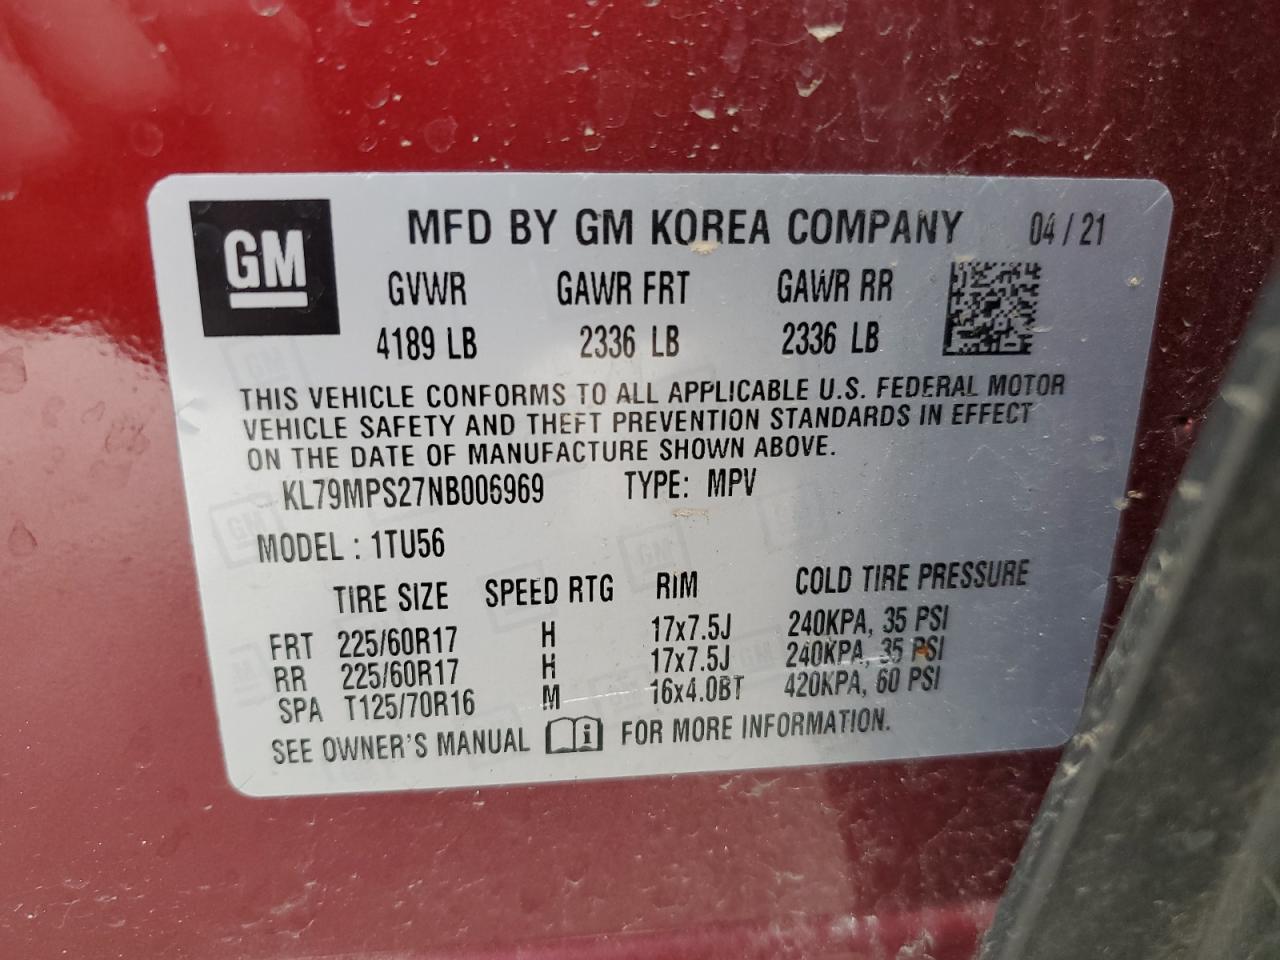 GM
MFD BY GM KOREA COMPANY 04 / 21
GVWR GAWR FRT GAWR RR
4189 LB 2336 LB 2336 LB
THIS VEHICLE CONFORMS TO ALL APPLICABLE U.S. FEDERAL MOTOR
VEHICLE SAFETY AND THEFT PREVENTION STANDARDS IN EFFECT
ON THE DATE OF MANUFACTURE SHOWN ABOVE.
KL79MPS27NB006969 TYPE: MPV
MODEL : 1TU56
TIRE SIZE SPEED RTG RIM COLD TIRE PRESSURE
FRT 225/60R17 H 17x7.5J 240KPA, 35 PSI
RR 225/60R17 H 17x7.5J 240KPA, 35 PSI
SPA T125/70R16 M 16x4.0BT 420KPA, 60 PSI
SEE OWNER'S MANUAL i FOR MORE INFORMATION.